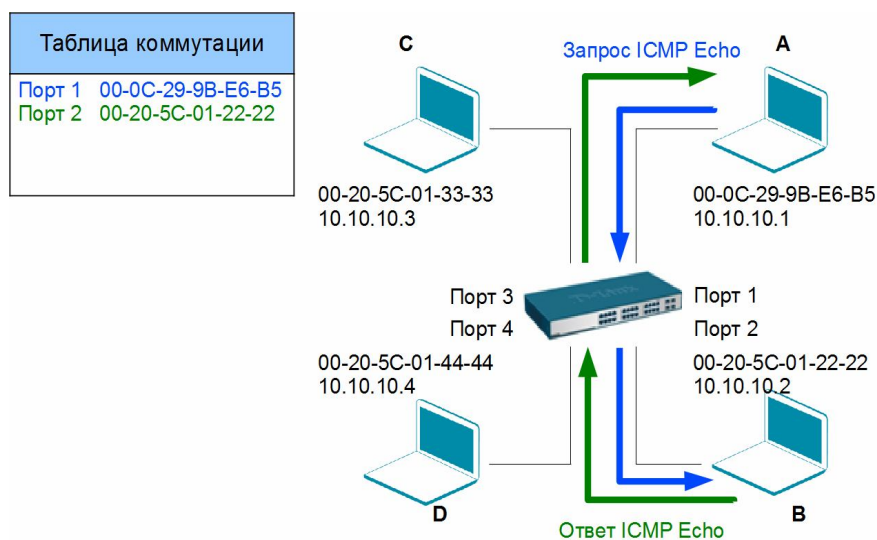 Таблица коммутации
Порт 1 00-0C-29-9B-E6-B5
Порт 2 00-20-5C-01-22-22
C
Запрос ICMP Echo
A
00-20-5C-01-33-33
10.10.10.3
00-0C-29-9B-E6-B5
10.10.10.1
Порт 3
Порт 1
Порт 4
Порт 2
00-20-5C-01-44-44
10.10.10.4
00-20-5C-01-22-22
10.10.10.2
D
B
Ответ ICMP Echo